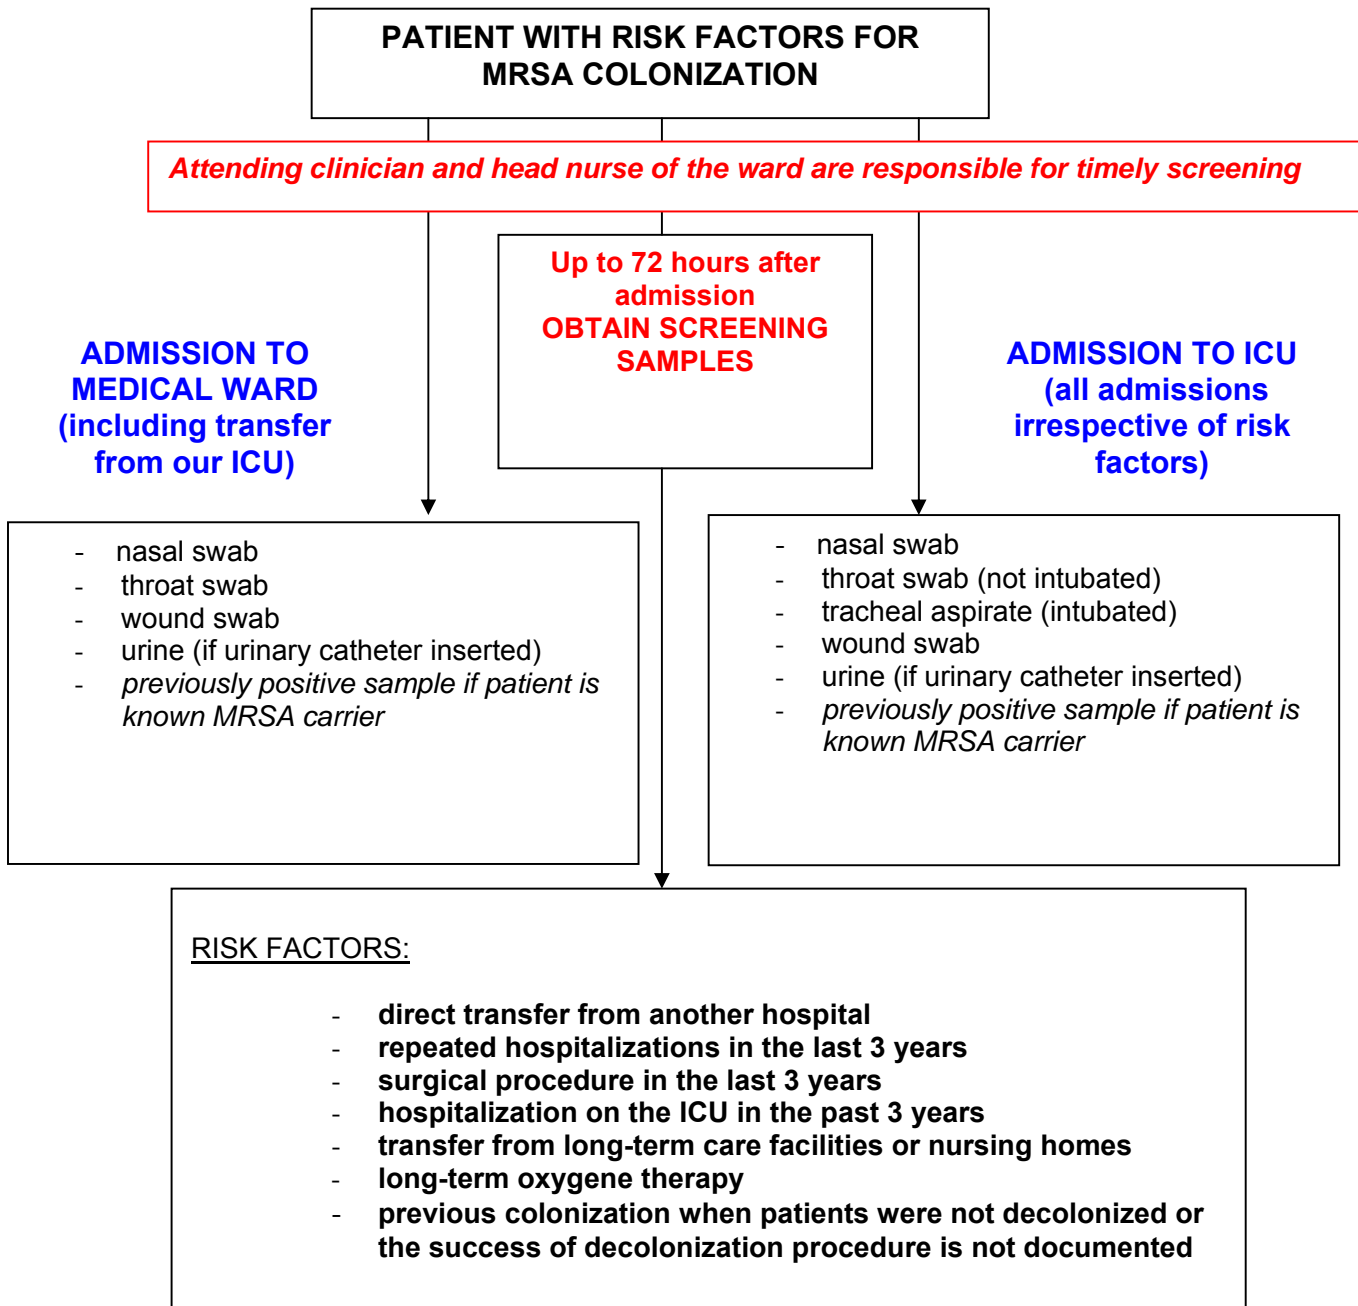 PATIENT WITH RISK FACTORS FOR
MRSA COLONIZATION
Attending clinician and head nurse of the ward are responsible for timely screening
Up to 72 hours after
admission
OBTAIN SCREENING
SAMPLES
ADMISSION TO
MEDICAL WARD
(including transfer
from our ICU)
ADMISSION TO ICU
(all admissions
irrespective of risk
factors)
- nasal swab
- throat swab
- wound swab
- urine (if urinary catheter inserted)
- previously positive sample if patient is
known MRSA carrier
- nasal swab
- throat swab (not intubated)
- tracheal aspirate (intubated)
- wound swab
- urine (if urinary catheter inserted)
- previously positive sample if patient is
known MRSA carrier
RISK FACTORS:
- direct transfer from another hospital
- repeated hospitalizations in the last 3 years
- surgical procedure in the last 3 years
- hospitalization on the ICU in the past 3 years
- transfer from long-term care facilities or nursing homes
- long-term oxygene therapy
- previous colonization when patients were not decolonized or
the success of decolonization procedure is not documented